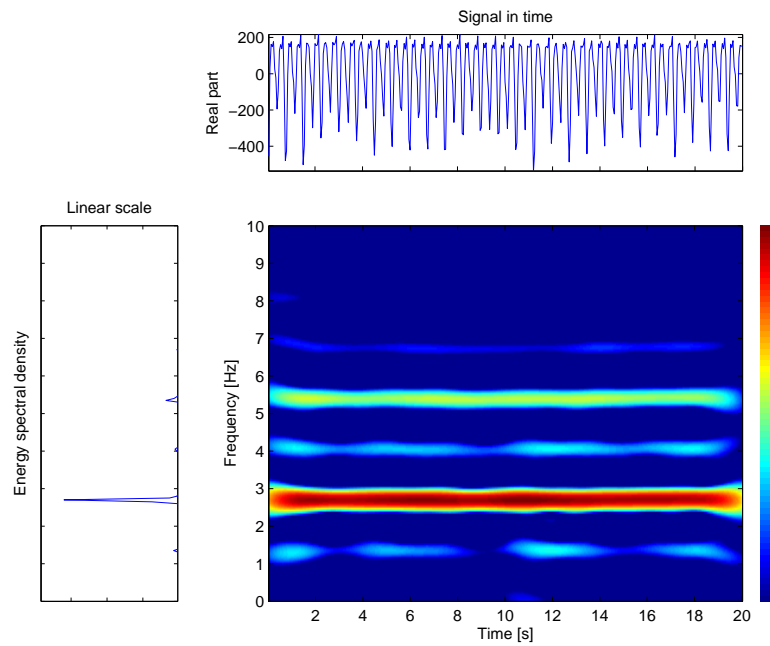 Signal in time
Real part
200
0
−200
−400
Linear scale
Energy spectral density
Frequency [Hz]
10
9
8
7
6
5
4
3
2
1
0
2 4 6 8 10 12 14 16 18 20
Time [s]